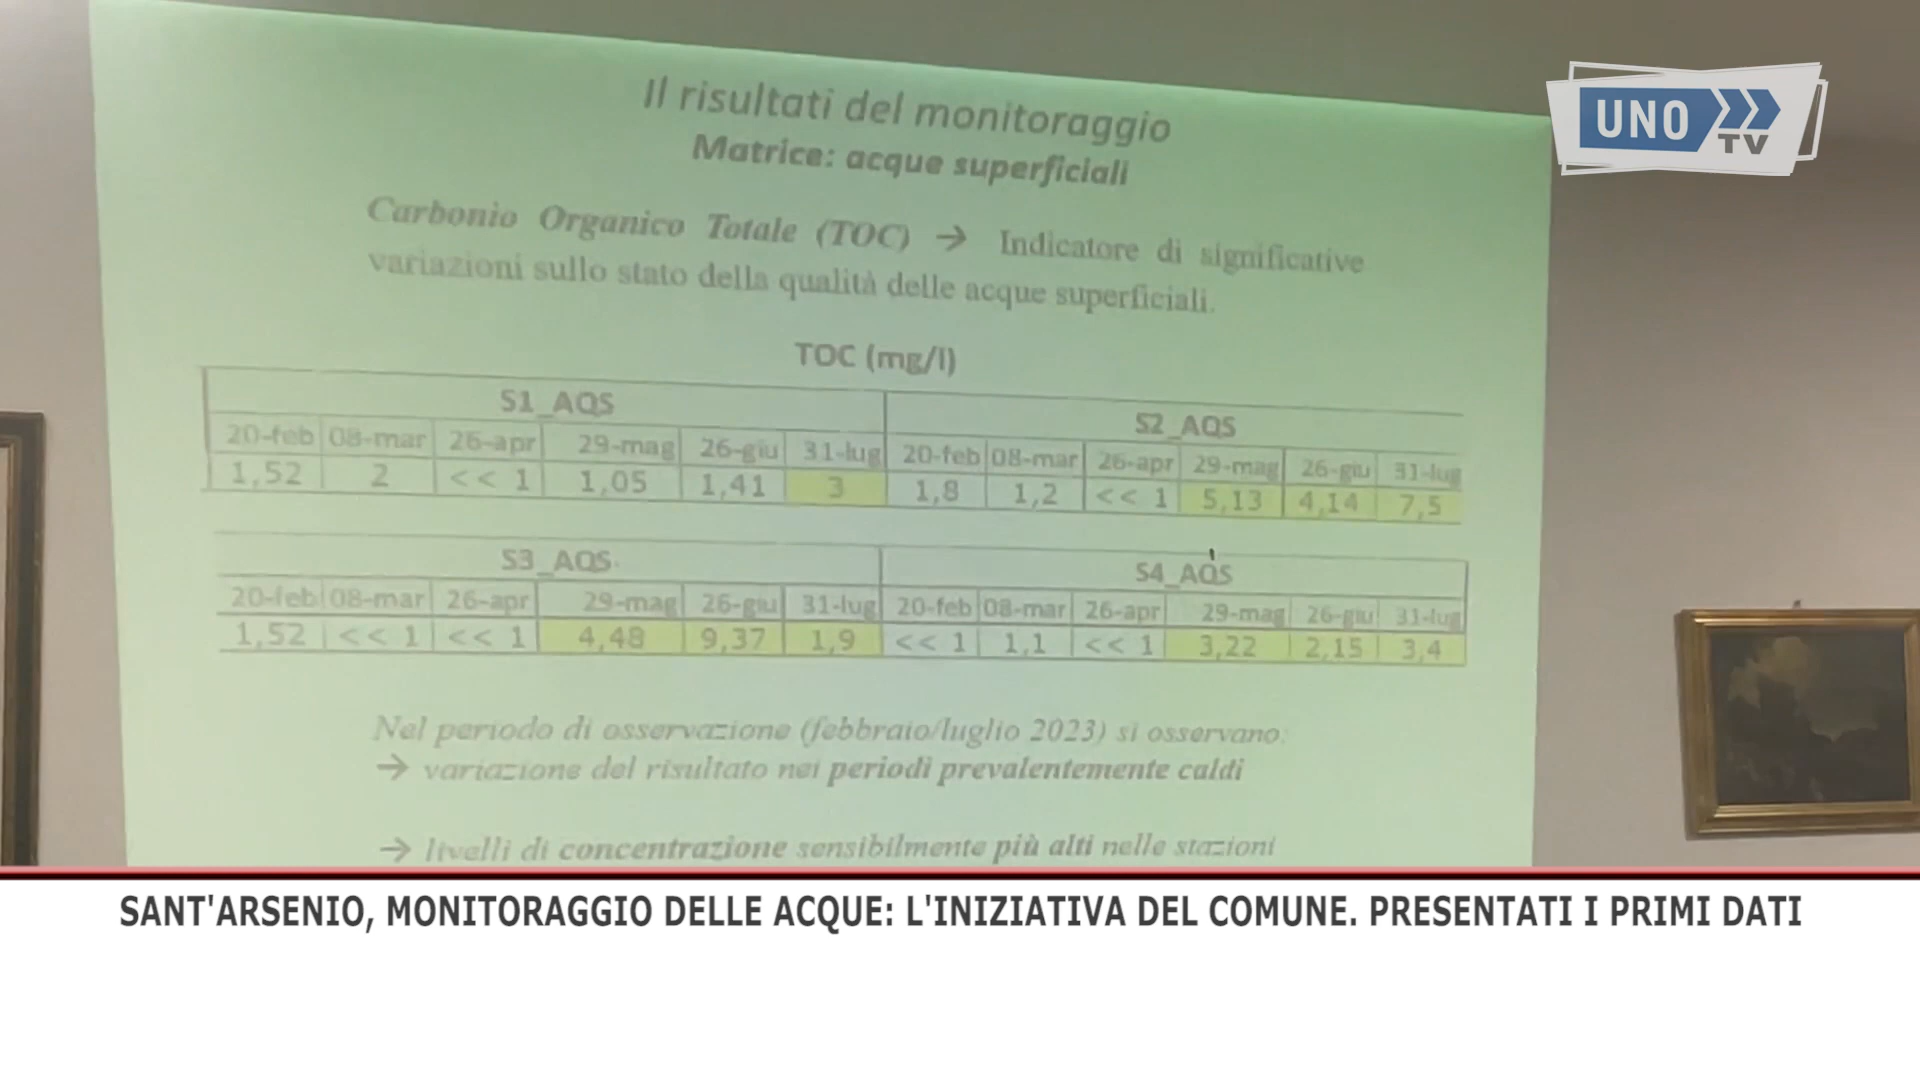 UNO
TV
Il risultati del monitoraggio
Matrice: acque superficiali
Carbonio Organico Totale (TOC) → Indicatore di significative
variazioni sullo stato della qualità delle acque superficiali.
TOC (mg/l)
S1_AQS S2_AQS
20-feb 08-mar 26-apr 29-mag 26-giu 31-lug 20-feb 08-mar 26-apr 29-mag 26-giu 31-lug
1,52 2 << 1 1,05 1,41 3 1,8 1,2 << 1 5,13 4,14 7,5
S3_AQS S4_AQS
20-feb 08-mar 26-apr 29-mag 26-giu 31-lug 20-feb 08-mar 26-apr 29-mag 26-giu 31-lug
1,52 << 1 << 1 4,48 9,37 1,9 << 1 1,1 << 1 3,22 2,15 3,4
Nel periodo di osservazione (febbraio/luglio 2023) si osservano:
→ variazione del risultato nei periodi prevalentemente caldi
→ livelli di concentrazione sensibilmente più alti nelle stazioni
SANT'ARSENIO, MONITORAGGIO DELLE ACQUE: L'INIZIATIVA DEL COMUNE. PRESENTATI I PRIMI DATI